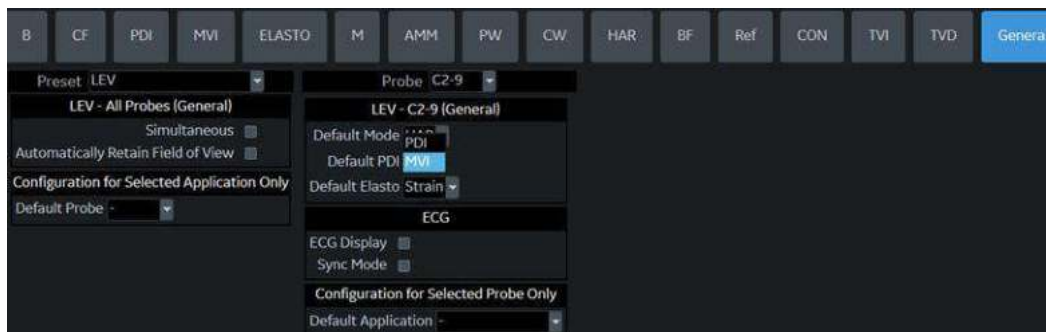 B CF PDI MVI ELASTO M AMM PW CW HAR BF Ref CON TVI TVD Genera
Preset LEV
LEV - All Probes (General)
Simultaneous
Automatically Retain Field of View
Configuration for Selected Application Only
Default Probe -
Probe C2-9
LEV - C2-9 (General)
Default Mode
PDI
Default PDI MVI
Default Elasto Strain
ECG
ECG Display
Sync Mode
Configuration for Selected Probe Only
Default Application -